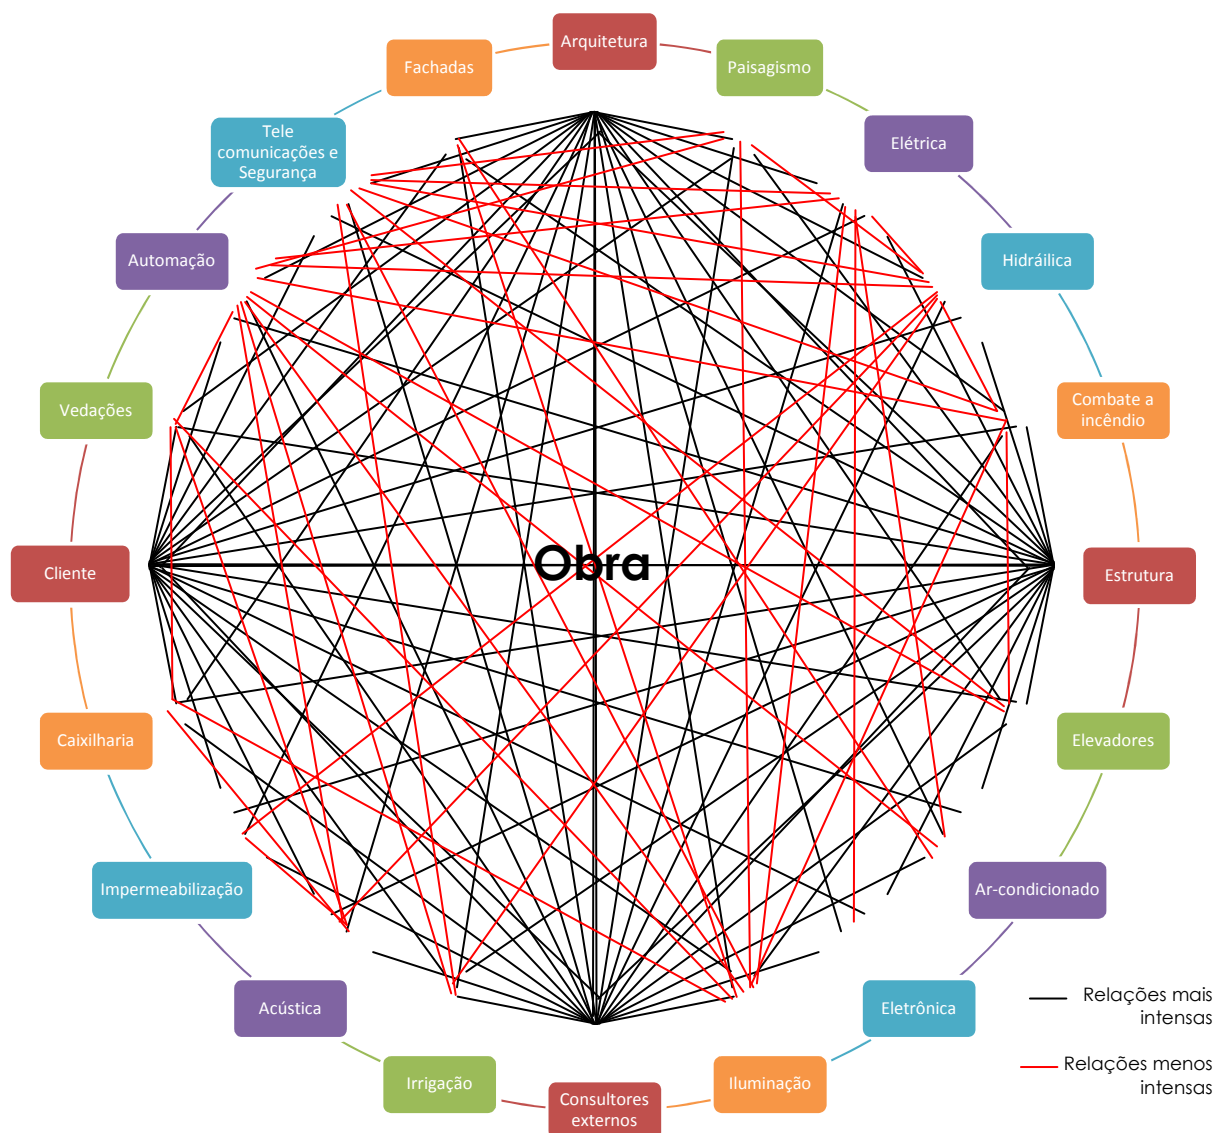 Arquitetura
Paisagismo
Elétrica
Hidráilica
Combate a
incêndio
Estrutura
Elevadores
Ar-condicionado
Eletrônica
Iluminação
Consultores
externos
Irrigação
Acústica
Impermeabilização
Caixilharia
Cliente
Vedações
Automação
Tele
comunicações e
Segurança
Fachadas
Obra
Relações mais
intensas
Relações menos
intensas